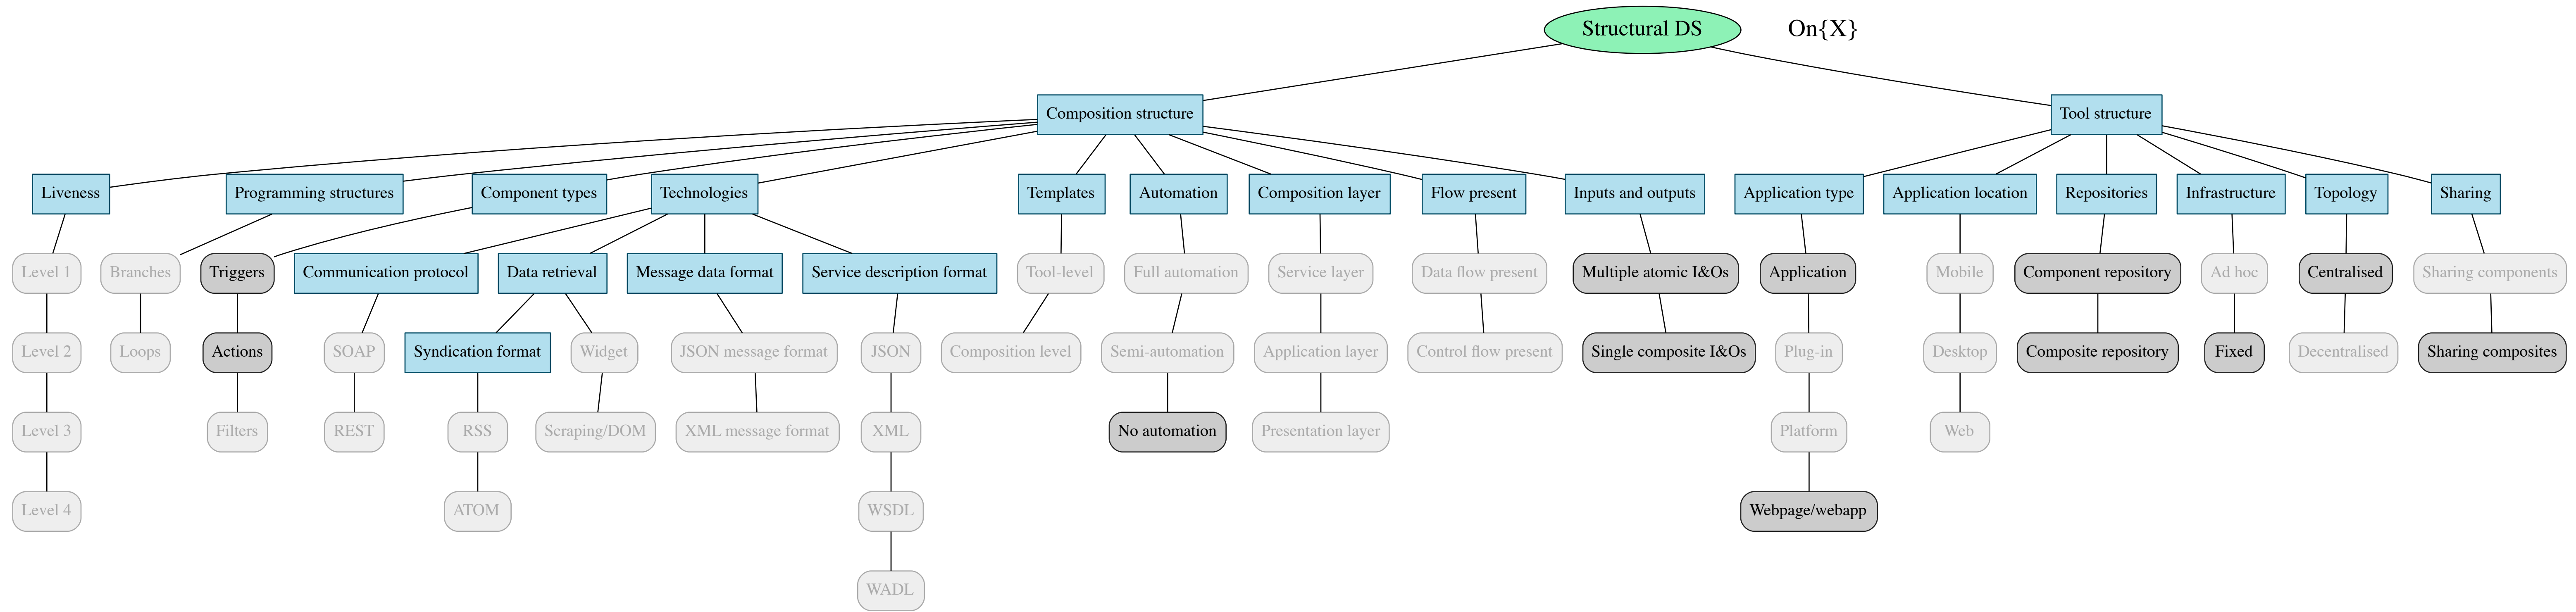 Structural DS
On{X}
Composition structure
Tool structure
Liveness
Programming structures
Component types
Technologies
Templates
Automation
Composition layer
Flow present
Inputs and outputs
Application type
Application location
Repositories
Infrastructure
Topology
Sharing
Level 1
Branches
Triggers
Communication protocol
Data retrieval
Message data format
Service description format
Tool-level
Full automation
Service layer
Data flow present
Multiple atomic I&Os
Application
Mobile
Component repository
Ad hoc
Centralised
Sharing components
Level 2
Loops
Actions
SOAP
Syndication format
Widget
JSON message format
JSON
Composition level
Semi-automation
Application layer
Control flow present
Single composite I&Os
Plug-in
Desktop
Composite repository
Fixed
Decentralised
Sharing composites
Level 3
Filters
REST
RSS
Scraping/DOM
XML message format
XML
No automation
Presentation layer
Platform
Web
Level 4
ATOM
WSDL
Webpage/webapp
WADL